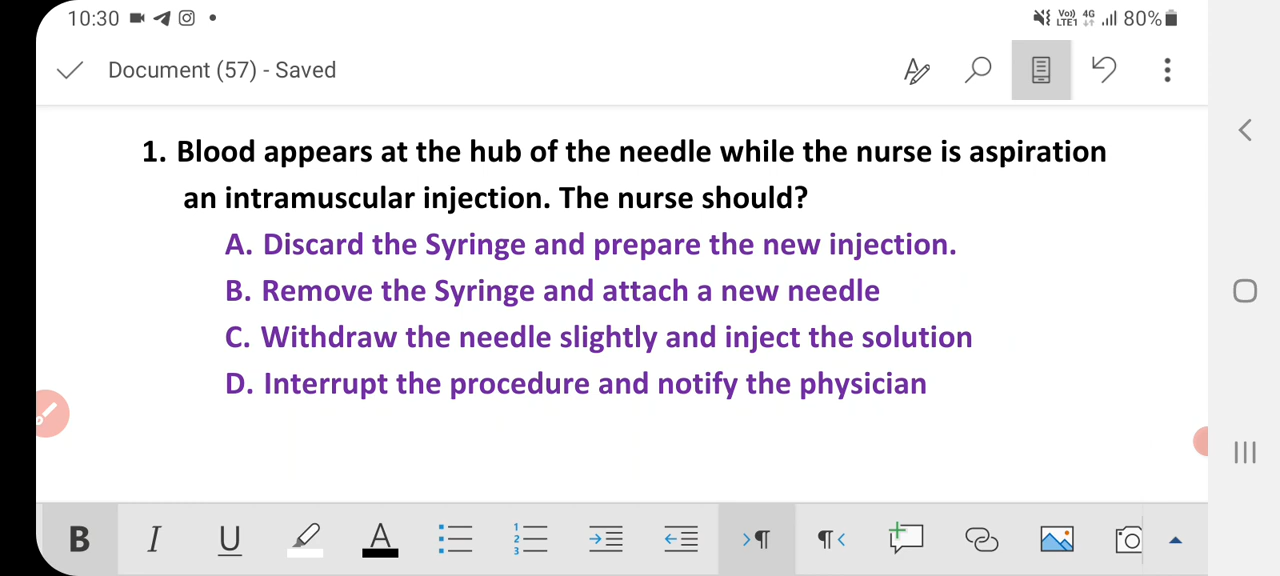 10:30 Vo)) LTE1 4G 80%
Document (57) - Saved
1. Blood appears at the hub of the needle while the nurse is aspiration
an intramuscular injection. The nurse should?
A. Discard the Syringe and prepare the new injection.
B. Remove the Syringe and attach a new needle
C. Withdraw the needle slightly and inject the solution
D. Interrupt the procedure and notify the physician
B I U A 1 2 3